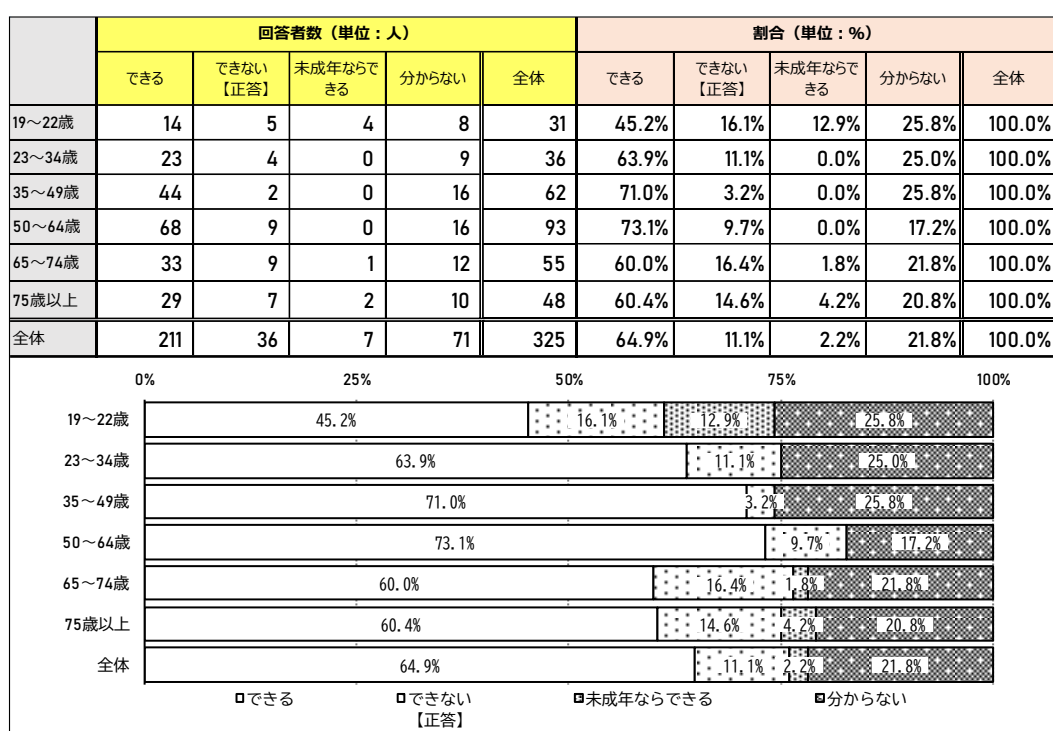 回答者数（単位：人） 割合（単位：%）
できる できない 未成年ならで 分からない 全体 できる できない 未成年ならで 分からない 全体
【正答】 きる 【正答】 きる
19～22歳 14 5 4 8 31 45.2% 16.1% 12.9% 25.8% 100.0%
23～34歳 23 4 0 9 36 63.9% 11.1% 0.0% 25.0% 100.0%
35～49歳 44 2 0 16 62 71.0% 3.2% 0.0% 25.8% 100.0%
50～64歳 68 9 0 16 93 73.1% 9.7% 0.0% 17.2% 100.0%
65～74歳 33 9 1 12 55 60.0% 16.4% 1.8% 21.8% 100.0%
75歳以上 29 7 2 10 48 60.4% 14.6% 4.2% 20.8% 100.0%
全体 211 36 7 71 325 64.9% 11.1% 2.2% 21.8% 100.0%
0% 25% 50% 75% 100%
19～22歳 45.2% 16.1% 12.9% 25.8%
23～34歳 63.9% 11.1% 25.0%
35～49歳 71.0% 3.2% 25.8%
50～64歳 73.1% 9.7% 17.2%
65～74歳 60.0% 16.4% 1.8% 21.8%
75歳以上 60.4% 14.6% 4.2% 20.8%
全体 64.9% 11.1% 2.2% 21.8%
できる できない 未成年ならできる 分からない
【正答】